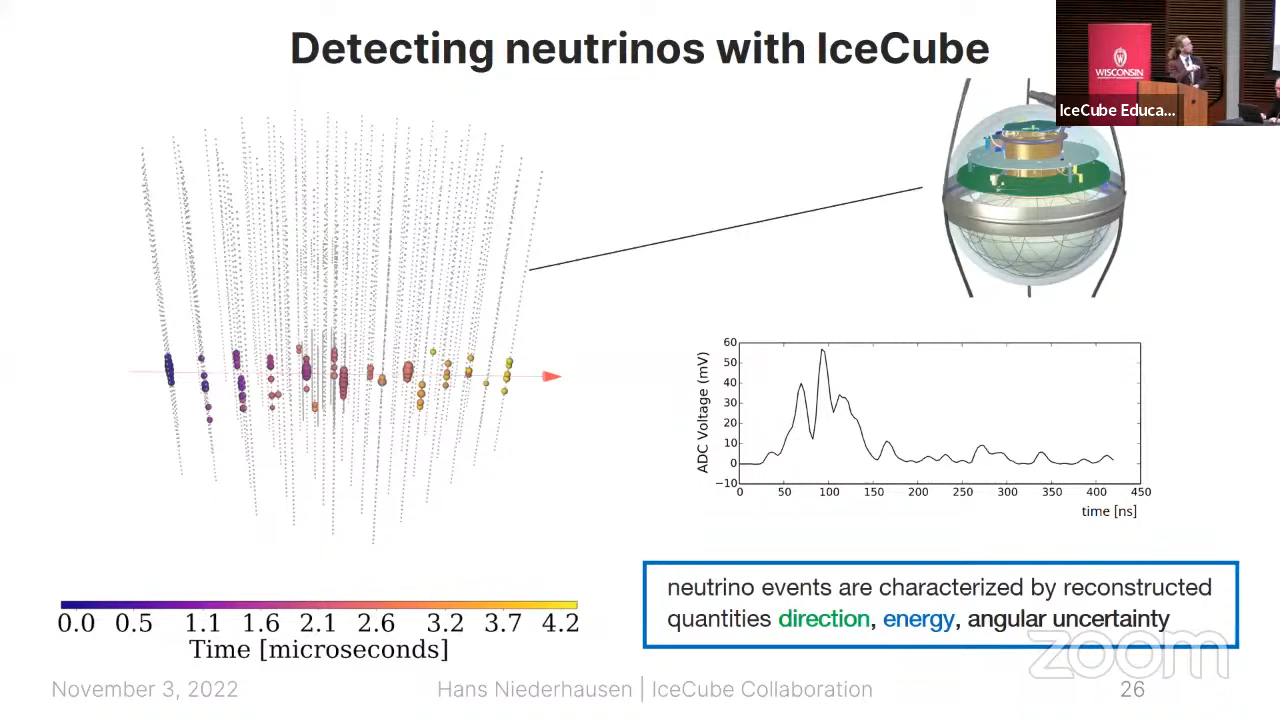 Detecting neutrinos with IceCube
WISCONSIN
IceCube Educa...
ADC Voltage (mV)
60
50
40
30
20
10
0
−10
0 50 100 150 200 250 300 350 400 450
time [ns]
0.0 0.5 1.1 1.6 2.1 2.6 3.2 3.7 4.2
Time [microseconds]
neutrino events are characterized by reconstructed
quantities direction, energy, angular uncertainty
zoom
November 3, 2022 Hans Niederhausen | IceCube Collaboration 26